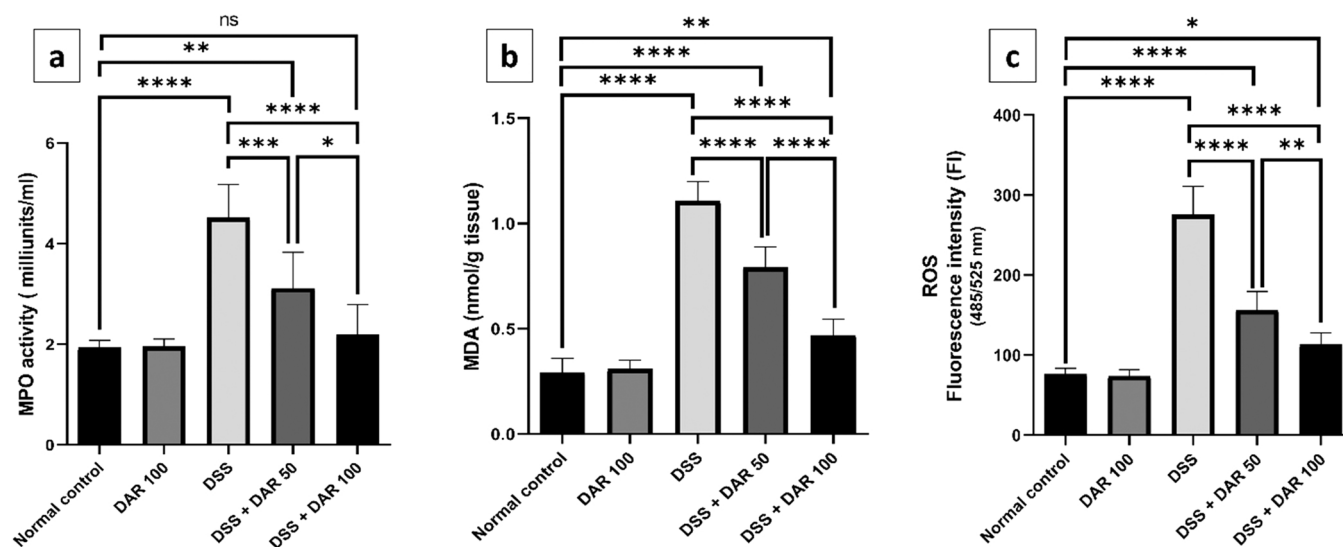 a
ns
**
****
****
***
*
MPO activity ( milliunits/ml)
6
4
2
0
Normal control
DAR 100
DSS
DSS + DAR 50
DSS + DAR 100
b
**
****
****
****
****
****
MDA (nmol/g tissue)
1.5
1.0
0.5
0.0
Normal control
DAR 100
DSS
DSS + DAR 50
DSS + DAR 100
c
*
****
****
****
****
**
ROS
Fluorescence intensity (FI)
(485/525 nm)
400
300
200
100
0
Normal control
DAR 100
DSS
DSS + DAR 50
DSS + DAR 100